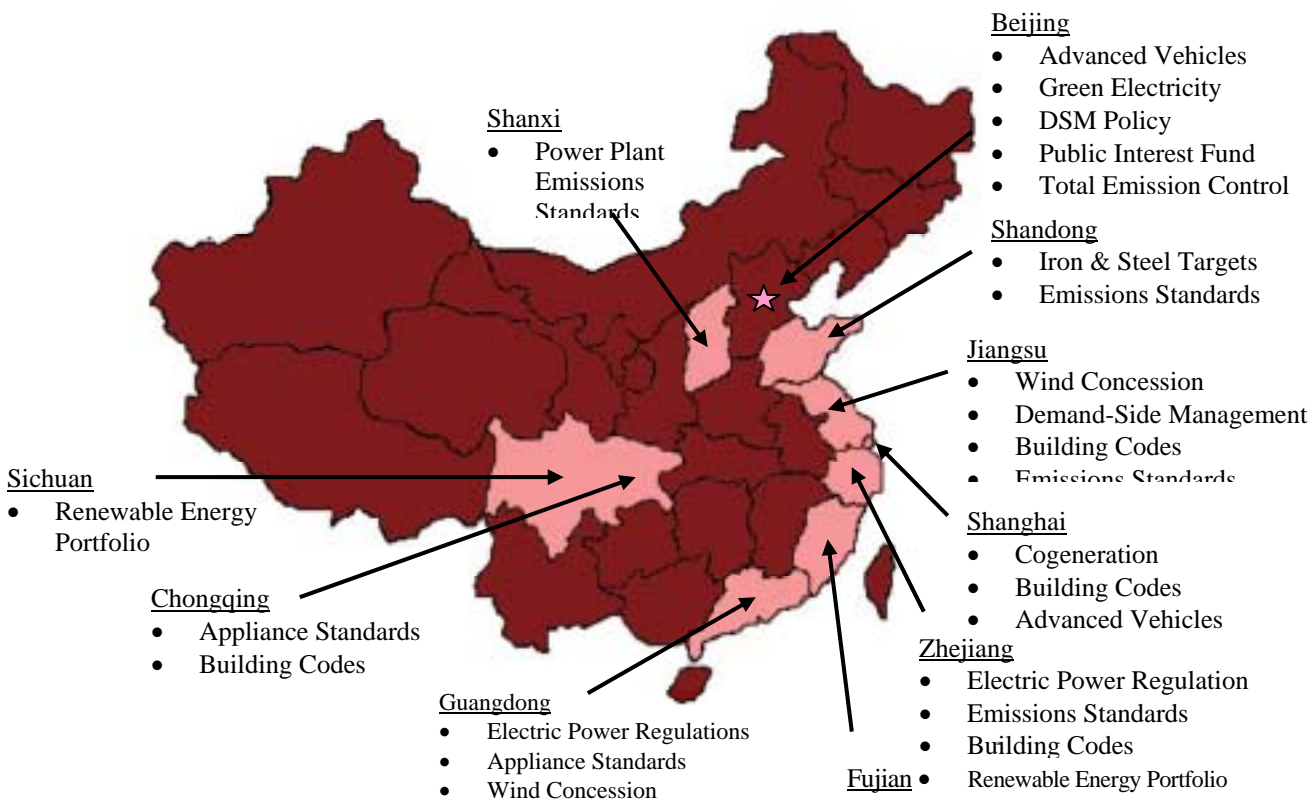 Beijing
• Advanced Vehicles
• Green Electricity
• DSM Policy
• Public Interest Fund
• Total Emission Control
Shanxi
• Power Plant
Emissions
Standards
Shandong
• Iron & Steel Targets
• Emissions Standards
Jiangsu
• Wind Concession
• Demand-Side Management
• Building Codes
• Emissions Standards
Sichuan
• Renewable Energy
Portfolio
Shanghai
• Cogeneration
• Building Codes
• Advanced Vehicles
Chongqing
• Appliance Standards
• Building Codes
Zhejiang
• Electric Power Regulation
• Emissions Standards
• Building Codes
Guangdong
• Electric Power Regulations
• Appliance Standards
• Wind Concession
Fujian • Renewable Energy Portfolio